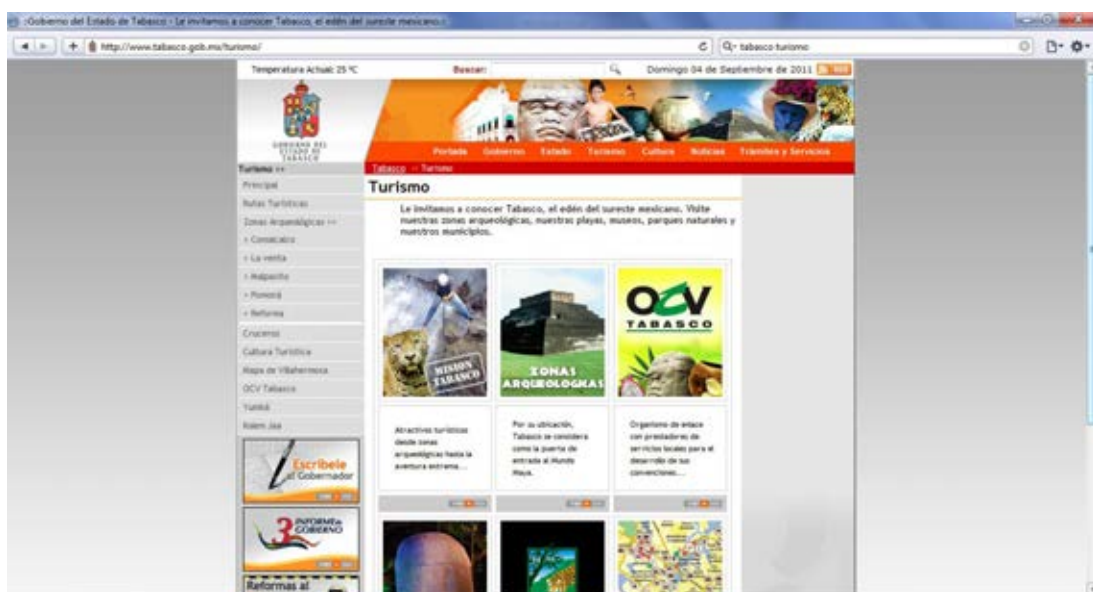 :Gobierno del Estado de Tabasco - Le invitamos a conocer Tabasco, el edén del sureste mexicano.:
http://www.tabasco.gob.mx/turismo/
tabasco turismo
Temperatura Actual: 25 °C
Buscar:
Domingo 04 de Septiembre de 2011
GOBIERNO DEL
ESTADO DE
TABASCO
Portada Gobierno Estado Turismo Cultura Noticias Trámites y Servicios
Turismo >>
Tabasco >> Turismo
Principal
Rutas Turísticas
Zonas Arqueológicas >>
> Comalcalco
> La venta
> Malpasito
> Pomoná
> Reforma
Cruceros
Cultura Turística
Mapa de Villahermosa
OCV Tabasco
Yumká
Kolem Jaa
Escríbele
al Gobernador
3 INFORME de
GOBIERNO
Reformas al
Turismo
Le invitamos a conocer Tabasco, el edén del sureste mexicano. Visite
nuestras zonas arqueológicas, nuestras playas, museos, parques naturales y
nuestros municipios.
MISION
TABASCO
ZONAS
ARQUEOLOGICAS
OCV
TABASCO
Atractivos turísticos
desde zonas
arqueológicas hasta la
aventura extrema...
Por su ubicación,
Tabasco se considera
como la puerta de
entrada al Mundo
Maya.
Organismo de enlace
con prestadores de
servicios locales para el
desarrollo de sus
convenciones...